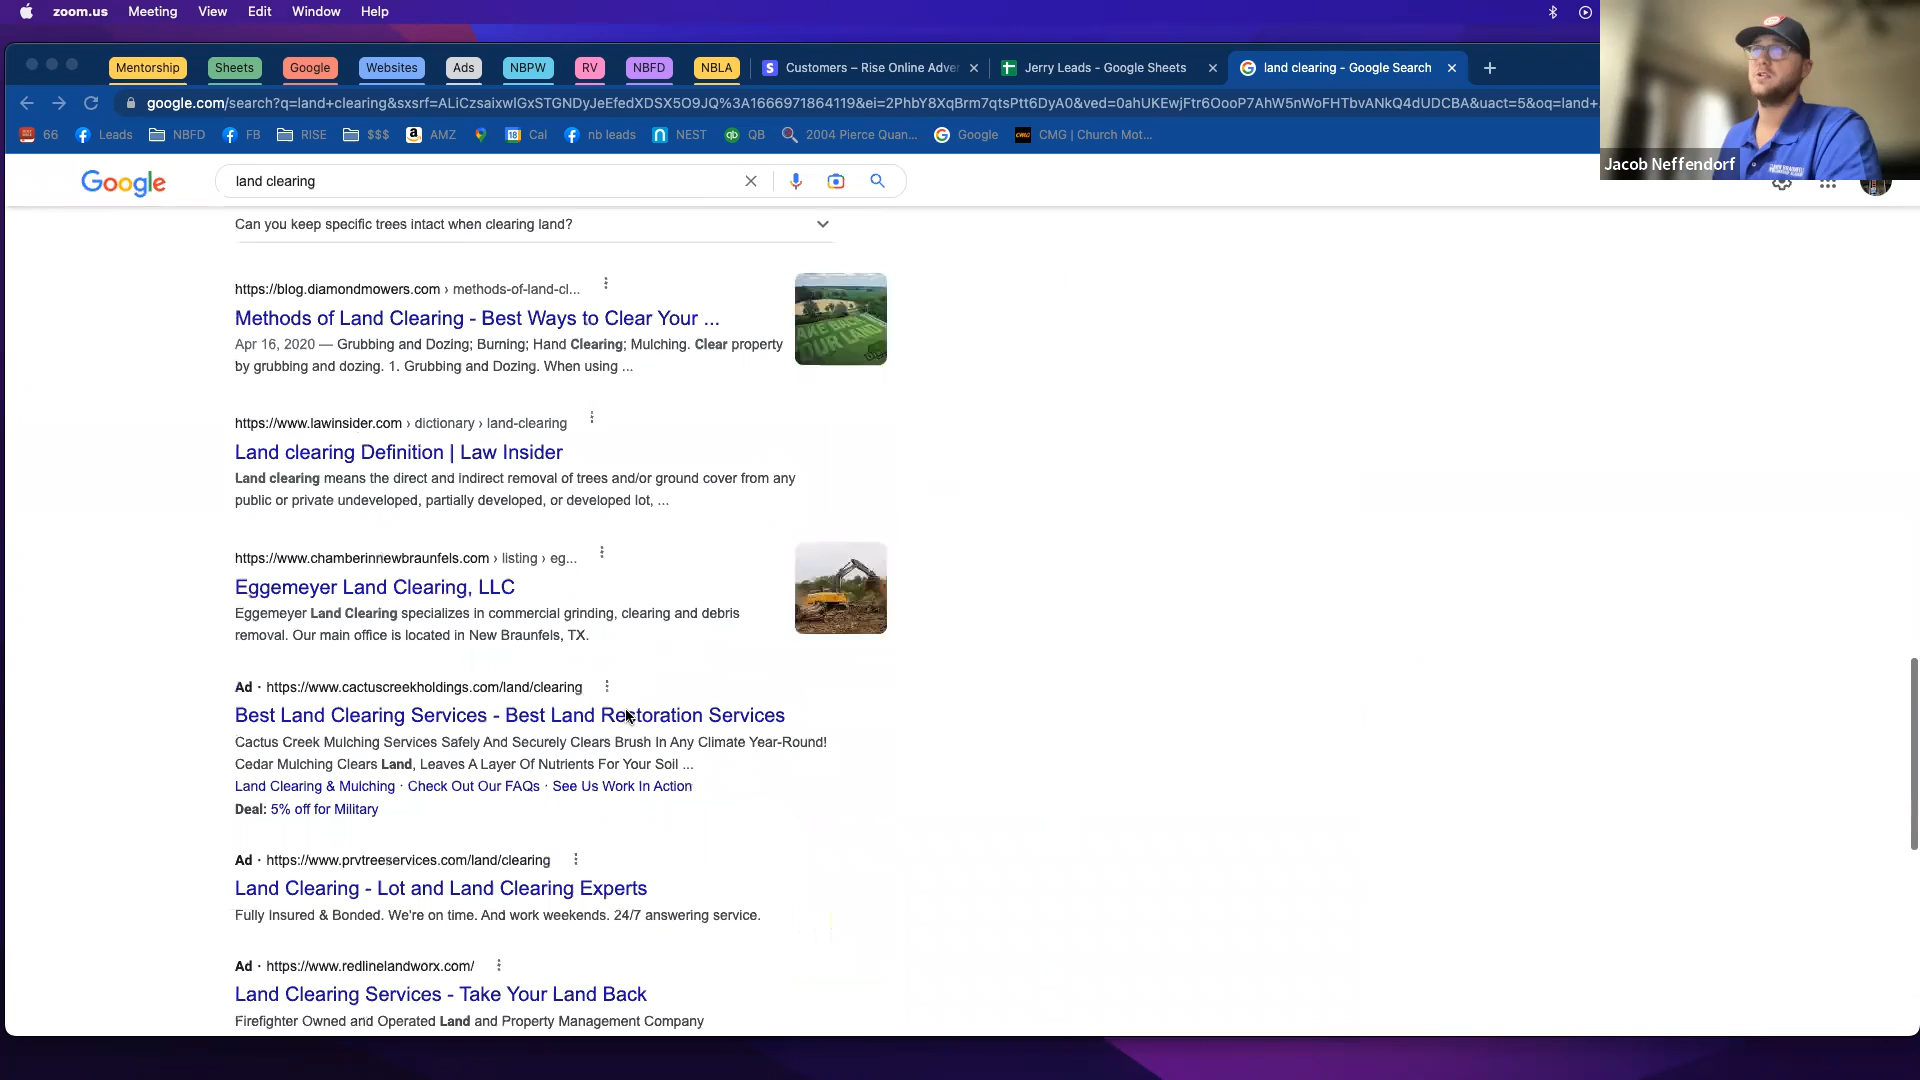 zoom.us Meeting View Edit Window Help
Mentorship Sheets Google Websites Ads NBPW RV NBFD NBLA Customers – Rise Online Adver Jerry Leads - Google Sheets land clearing - Google Search
google.com/search?q=land+clearing&sxsrf=ALiCzsaixwIGxSTGNDyJeEfedXDSX5O9JQ%3A1666971864119&ei=2PhbY8XqBrm7qtsPtt6DyA0&ved=0ahUKEwjFtr6OooP7AhW5nWoFHTbvANkQ4dUDCBA&uact=5&oq=land+
66 Leads NBFD FB RISE $$$ AMZ Cal nb leads NEST QB 2004 Pierce Quan... Google CMG | Church Mot...
Jacob Neffendorf
Google land clearing
Can you keep specific trees intact when clearing land?
https://blog.diamondmowers.com › methods-of-land-cl...
Methods of Land Clearing - Best Ways to Clear Your ...
Apr 16, 2020 — Grubbing and Dozing; Burning; Hand Clearing; Mulching. Clear property
by grubbing and dozing. 1. Grubbing and Dozing. When using ...
https://www.lawinsider.com › dictionary › land-clearing
Land clearing Definition | Law Insider
Land clearing means the direct and indirect removal of trees and/or ground cover from any
public or private undeveloped, partially developed, or developed lot, ...
https://www.chamberinnewbraunfels.com › listing › eg...
Eggemeyer Land Clearing, LLC
Eggemeyer Land Clearing specializes in commercial grinding, clearing and debris
removal. Our main office is located in New Braunfels, TX.
Ad · https://www.cactuscreekholdings.com/land/clearing
Best Land Clearing Services - Best Land Restoration Services
Cactus Creek Mulching Services Safely And Securely Clears Brush In Any Climate Year-Round!
Cedar Mulching Clears Land, Leaves A Layer Of Nutrients For Your Soil ...
Land Clearing & Mulching · Check Out Our FAQs · See Us Work In Action
Deal: 5% off for Military
Ad · https://www.prvtreeservices.com/land/clearing
Land Clearing - Lot and Land Clearing Experts
Fully Insured & Bonded. We're on time. And work weekends. 24/7 answering service.
Ad · https://www.redlinelandworx.com/
Land Clearing Services - Take Your Land Back
Firefighter Owned and Operated Land and Property Management Company